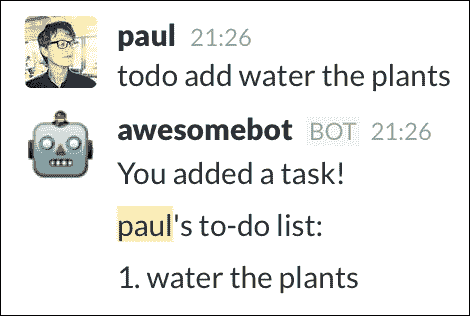 paul 21:26
todo add water the plants
awesomebot BOT 21:26
You added a task!
paul's to-do list:
1. water the plants